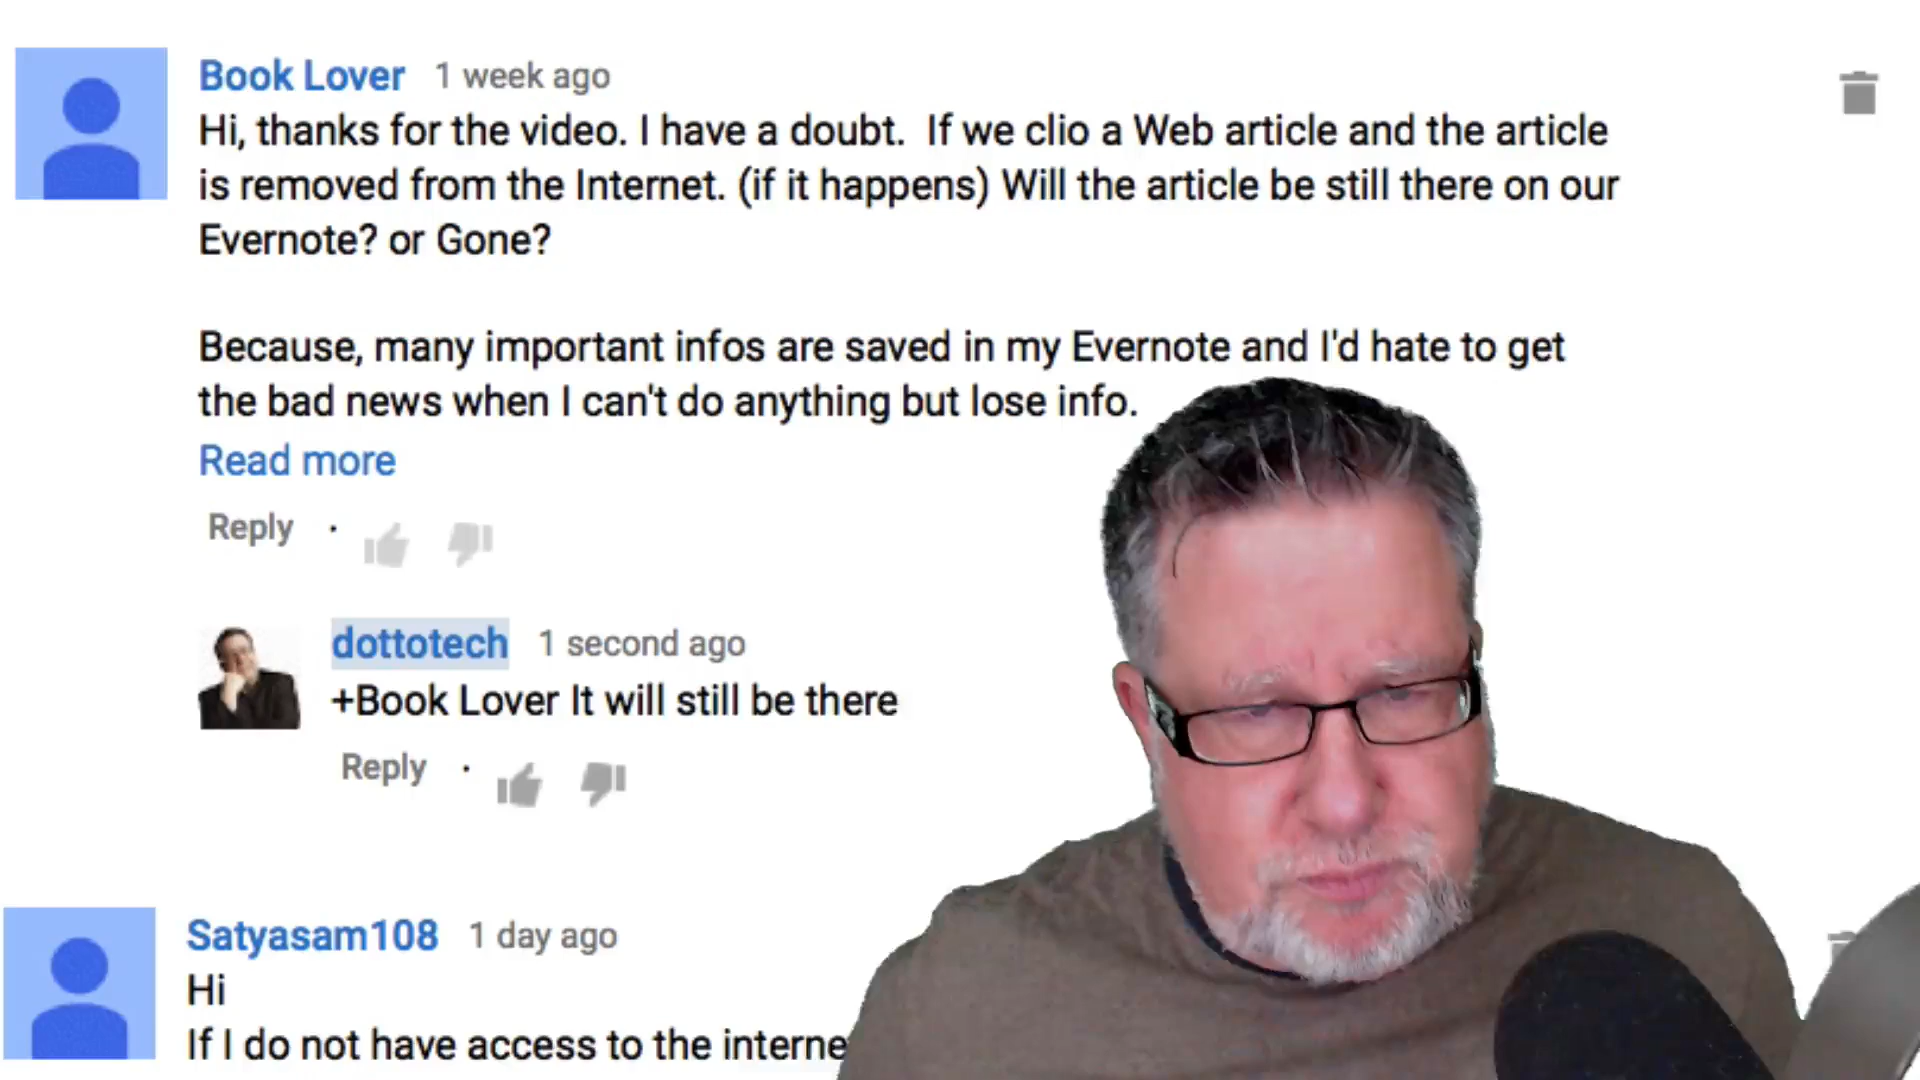 Book Lover 1 week ago
Hi, thanks for the video. I have a doubt.  If we clio a Web article and the article
is removed from the Internet. (if it happens) Will the article be still there on our
Evernote? or Gone?
Because, many important infos are saved in my Evernote and I'd hate to get
the bad news when I can't do anything but lose info.
Read more
Reply ·
dottotech 1 second ago
+Book Lover It will still be there
Reply ·
Satyasam108 1 day ago
Hi
If I do not have access to the interne